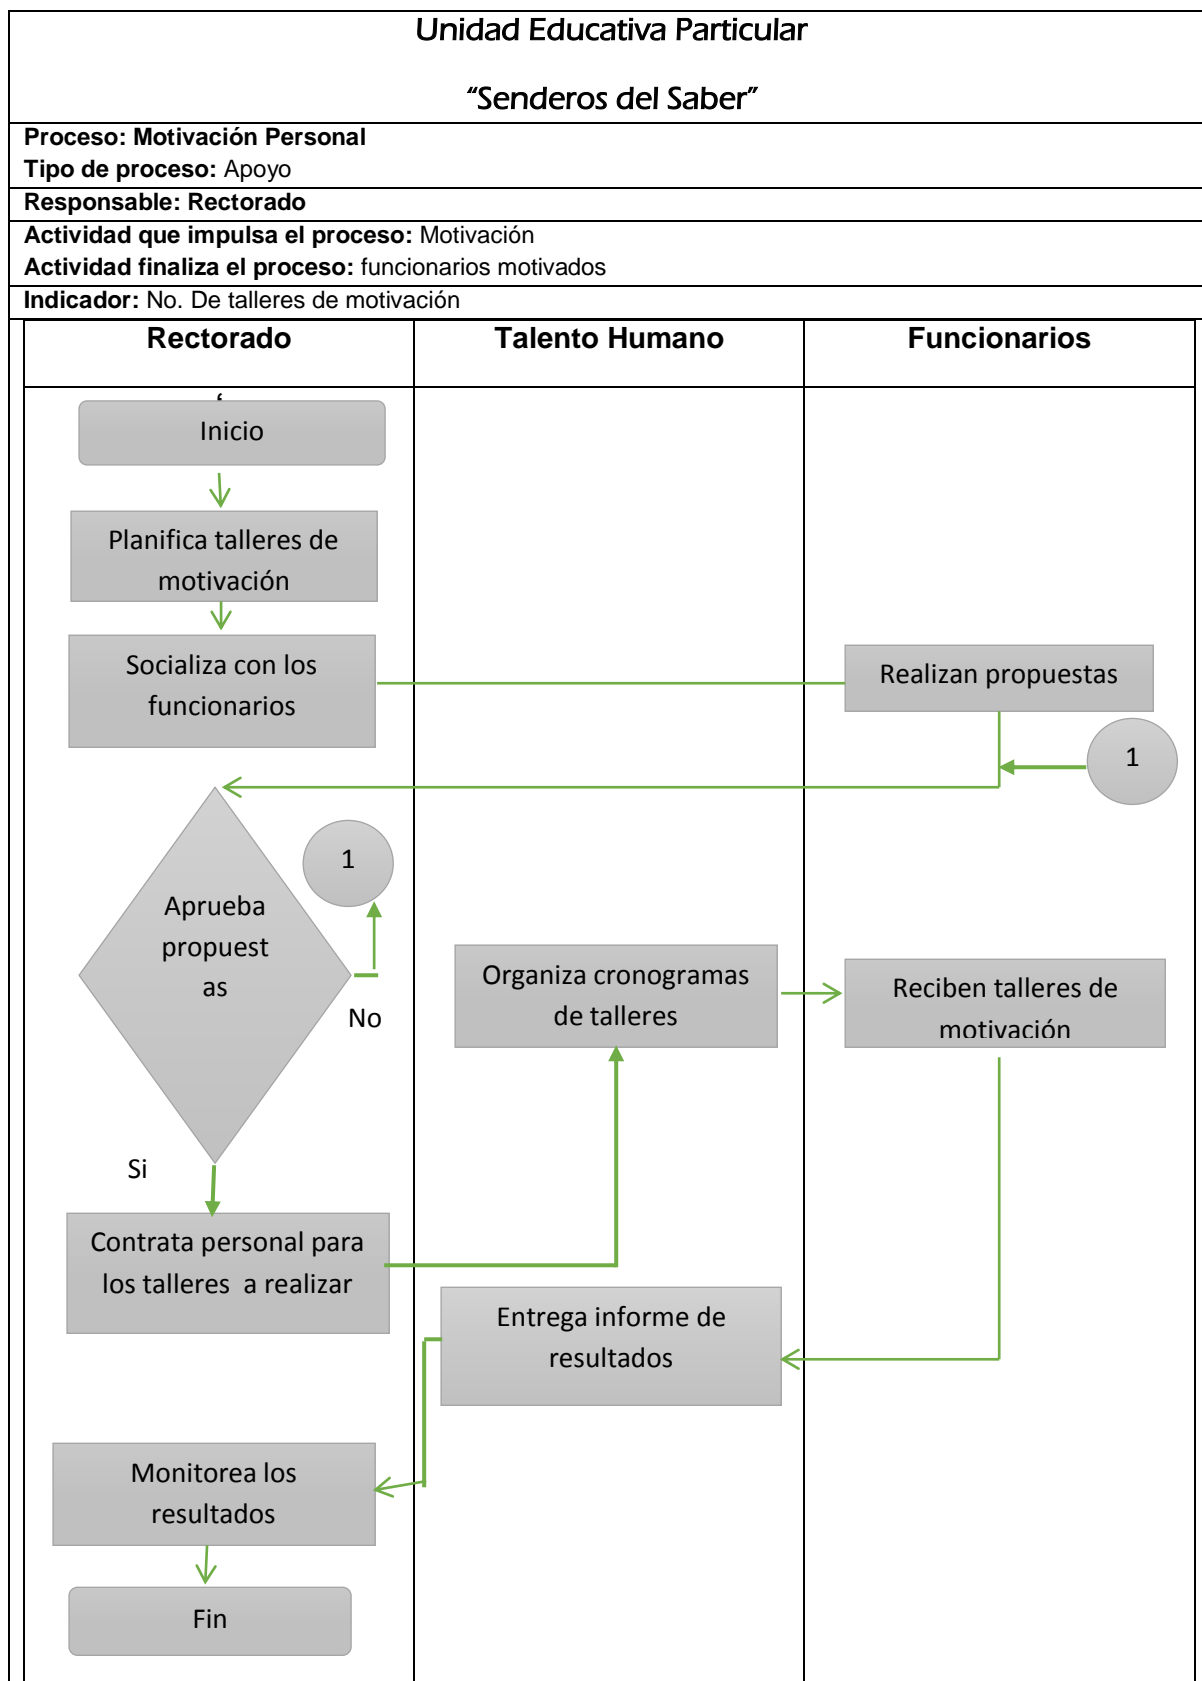 Unidad Educativa Particular
“Senderos del Saber”
Proceso: Motivación Personal
Tipo de proceso: Apoyo
Responsable: Rectorado
Actividad que impulsa el proceso: Motivación
Actividad finaliza el proceso: funcionarios motivados
Indicador: No. De talleres de motivación
Rectorado
Talento Humano
Funcionarios
‘
Inicio
Planifica talleres de
motivación
Socializa con los
funcionarios
Realizan propuestas
1
1
Aprueba
propuest
as
No
Organiza cronogramas
de talleres
Reciben talleres de
motivación
Si
Contrata personal para
los talleres  a realizar
Entrega informe de
resultados
Monitorea los
resultados
Fin